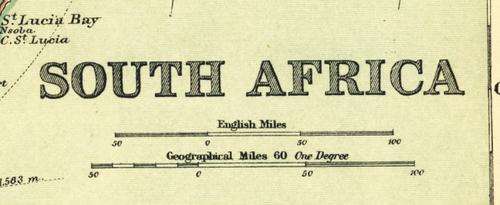 St. Lucia Bay
Nsoba
C. St. Lucia
SOUTH AFRICA
English Miles
50 0 50 100
Geographical Miles 60 One Degree
50 0 50 100
1.563 m.